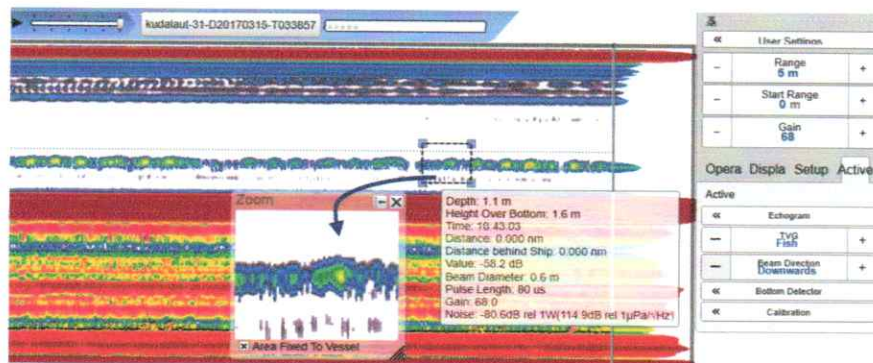 kudalaut-31-D20170315-T033857
«
User Settings
- Range +
5 m
- Start Range +
0 m
- Gain +
68
Opera Displa Setup Active
Active
« Echogram
- TVG +
Fish
- Beam Direction +
Downwards
« Bottom Detector
« Calibration
Zoom
Area Fixed To Vessel
Depth: 1.1 m
Height Over Bottom: 1.6 m
Time: 10.43.03
Distance: 0.000 nm
Distance behind Ship: 0.000 nm
Value: -58.2 dB
Beam Diameter: 0.6 m
Pulse Length: 80 us
Gain: 68.0
Noise: -80.6dB rel 1W(114.9dB rel 1µPa/√Hz)